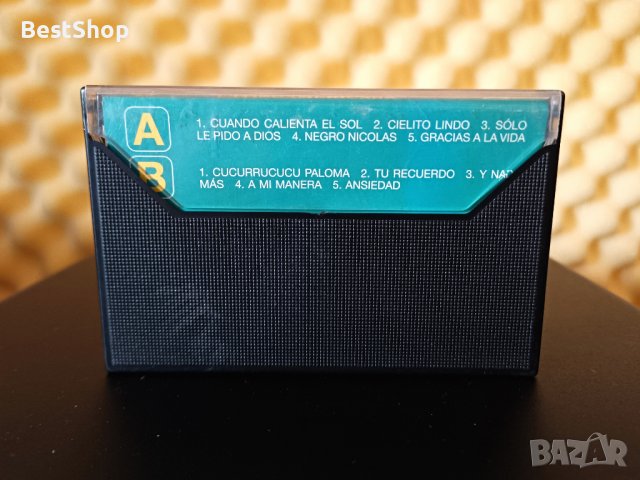 BestShop
A
1. CUANDO CALIENTA EL SOL 2. CIELITO LINDO 3. SÓLO
LE PIDO A DIOS 4. NEGRO NICOLAS 5. GRACIAS A LA VIDA
B
1. CUCURRUCUCU PALOMA 2. TU RECUERDO 3. Y
MÁS 4. A MI MANERA 5. ANSIEDAD
BAZAR